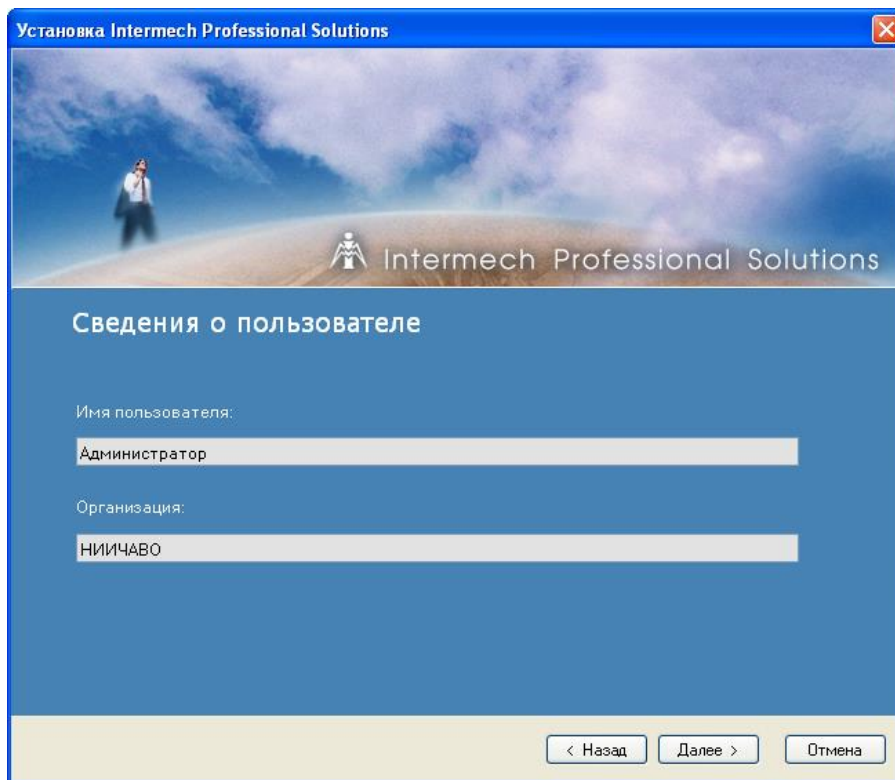 Установка Intermech Professional Solutions
Intermech Professional Solutions
Сведения о пользователе
Имя пользователя:
Администратор
Организация:
НИИЧАВО
< Назад
Далее >
Отмена